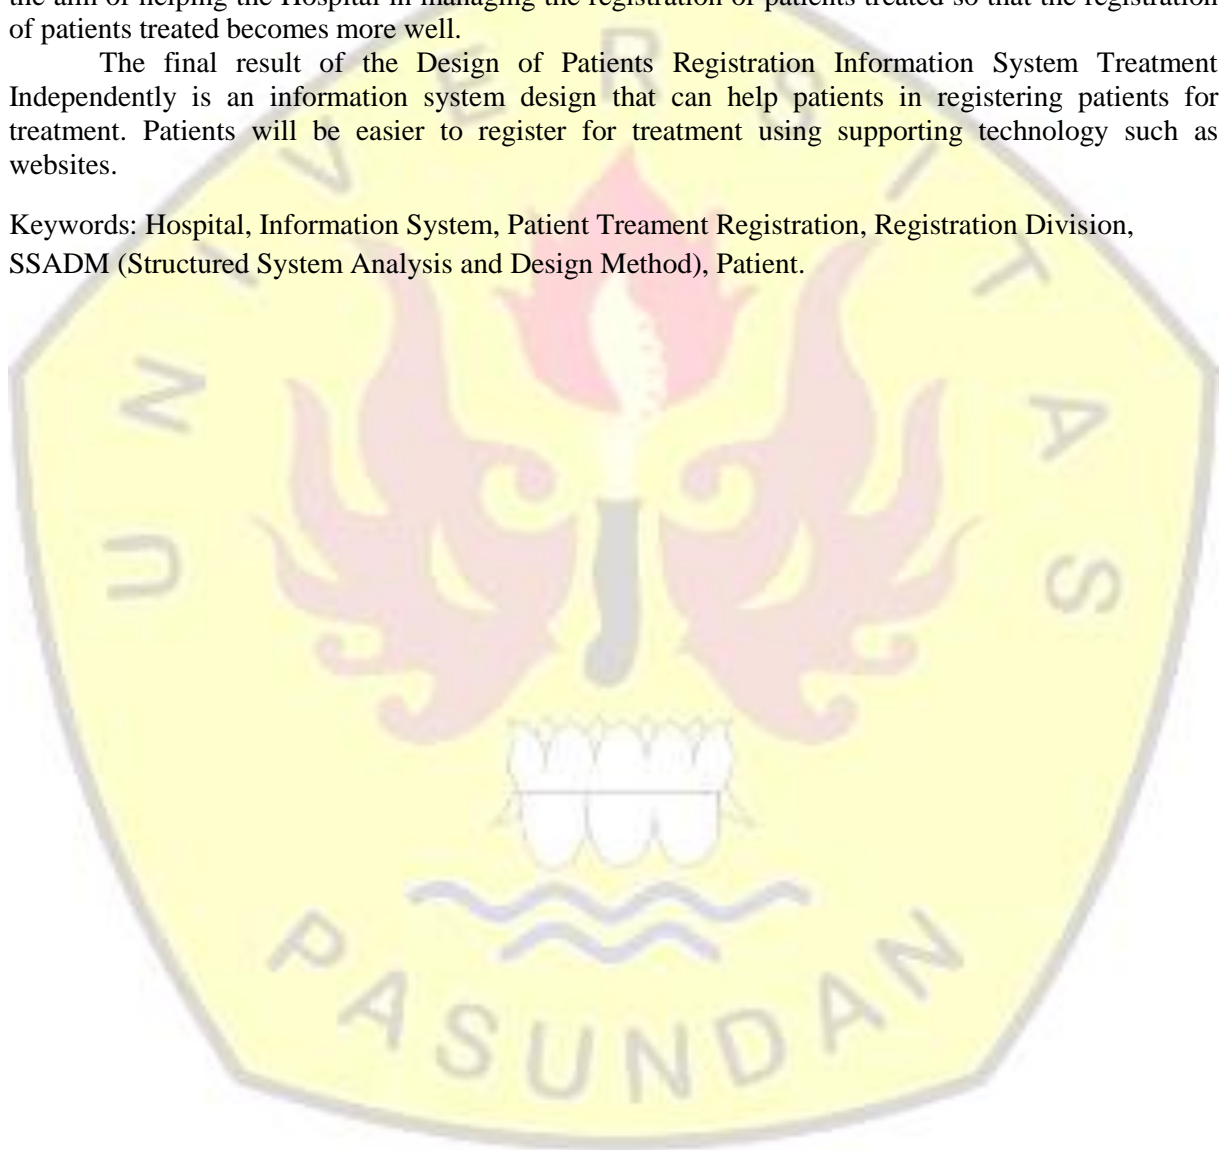 the aim of helping the Hospital in managing the registration of patients treated so that the registration
of patients treated becomes more well.
The final result of the Design of Patients Registration Information System Treatment
Independently is an information system design that can help patients in registering patients for
treatment. Patients will be easier to register for treatment using supporting technology such as
websites.
Keywords: Hospital, Information System, Patient Treament Registration, Registration Division,
SSADM (Structured System Analysis and Design Method), Patient.
UNIVERSITAS
PASUNDAN